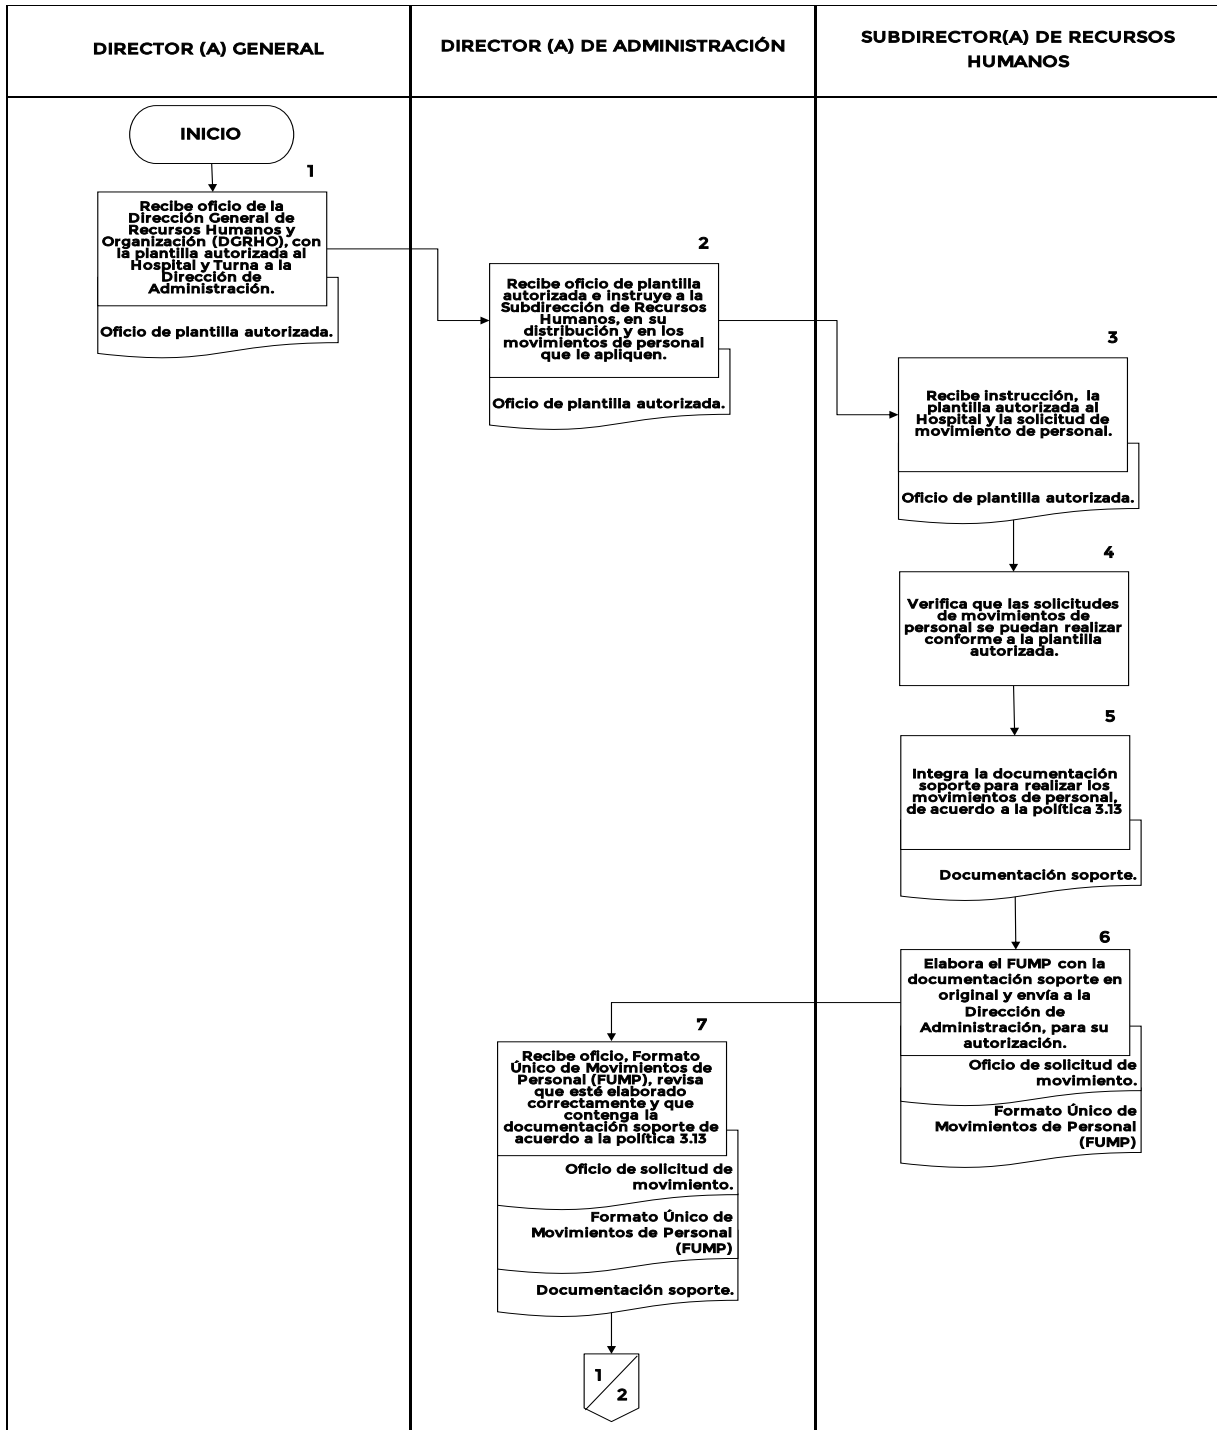 DIRECTOR (A) GENERAL
DIRECTOR (A) DE ADMINISTRACIÓN
SUBDIRECTOR(A) DE RECURSOS
HUMANOS
INICIO
1
Recibe oficio de la
Dirección General de
Recursos Humanos y
Organización (DGRHO), con
la plantilla autorizada al
Hospital y Turna a la
Dirección de
Administración.
Oficio de plantilla autorizada.
2
Recibe oficio de plantilla
autorizada e instruye a la
Subdirección de Recursos
Humanos, en su
distribución y en los
movimientos de personal
que le apliquen.
Oficio de plantilla autorizada.
3
Recibe instrucción, la
plantilla autorizada al
Hospital y la solicitud de
movimiento de personal.
Oficio de plantilla autorizada.
4
Verifica que las solicitudes
de movimientos de
personal se puedan realizar
conforme a la plantilla
autorizada.
5
Integra la documentación
soporte para realizar los
movimientos de personal,
de acuerdo a la política 3.13
Documentación soporte.
6
Elabora el FUMP con la
documentación soporte en
original y envía a la
Dirección de
Administración, para su
autorización.
Oficio de solicitud de
movimiento.
Formato Único de
Movimientos de Personal
(FUMP)
7
Recibe oficio, Formato
Único de Movimientos de
Personal (FUMP), revisa
que esté elaborado
correctamente y que
contenga la
documentación soporte de
acuerdo a la política 3.13
Oficio de solicitud de
movimiento.
Formato Único de
Movimientos de Personal
(FUMP)
Documentación soporte.
1
2